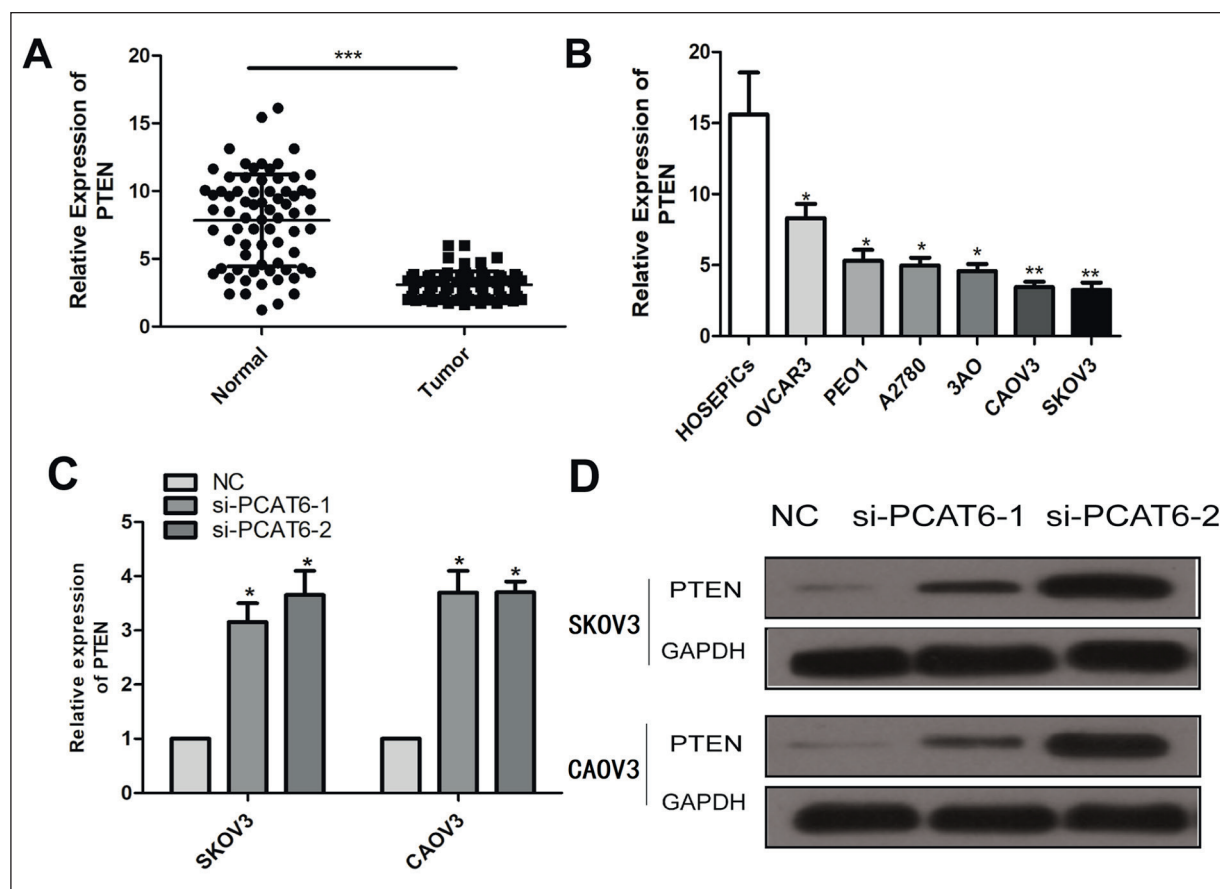 A
Relative Expression of
PTEN
20
15
10
5
0
***
Normal
Tumor
B
Relative Expression of
PTEN
20
15
10
5
0
*
*
*
*
**
**
HOSEPiCs
OVCAR3
PEO1
A2780
3AO
CAOV3
SKOV3
C
NC
si-PCAT6-1
si-PCAT6-2
Relative expression
of PTEN
5
4
3
2
1
0
*
*
*
*
SKOV3
CAOV3
D
NC si-PCAT6-1 si-PCAT6-2
SKOV3
PTEN
GAPDH
CAOV3
PTEN
GAPDH